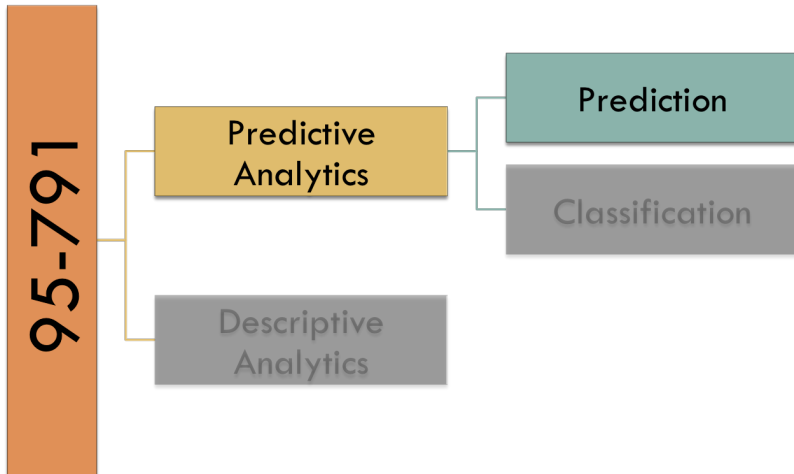 95-791
Predictive
Analytics
Prediction
Classification
Descriptive
Analytics